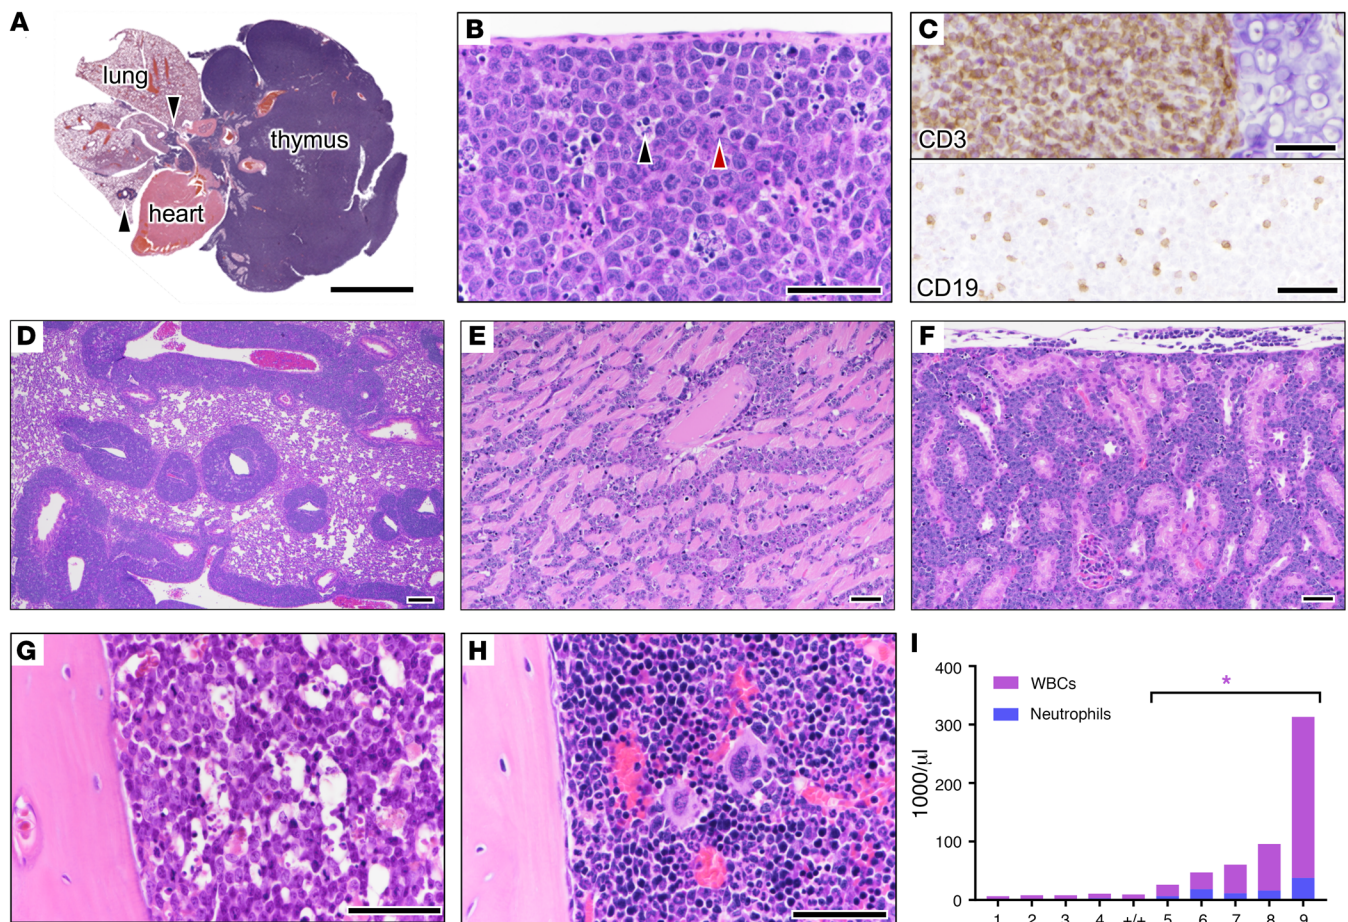 A
lung
thymus
heart
B
C
CD3
CD19
D
E
F
G
H
I
400
300
200
100
0
1000/µl
WBCs
Neutrophils
*
1 2 3 4 +/+ 5 6 7 8 9